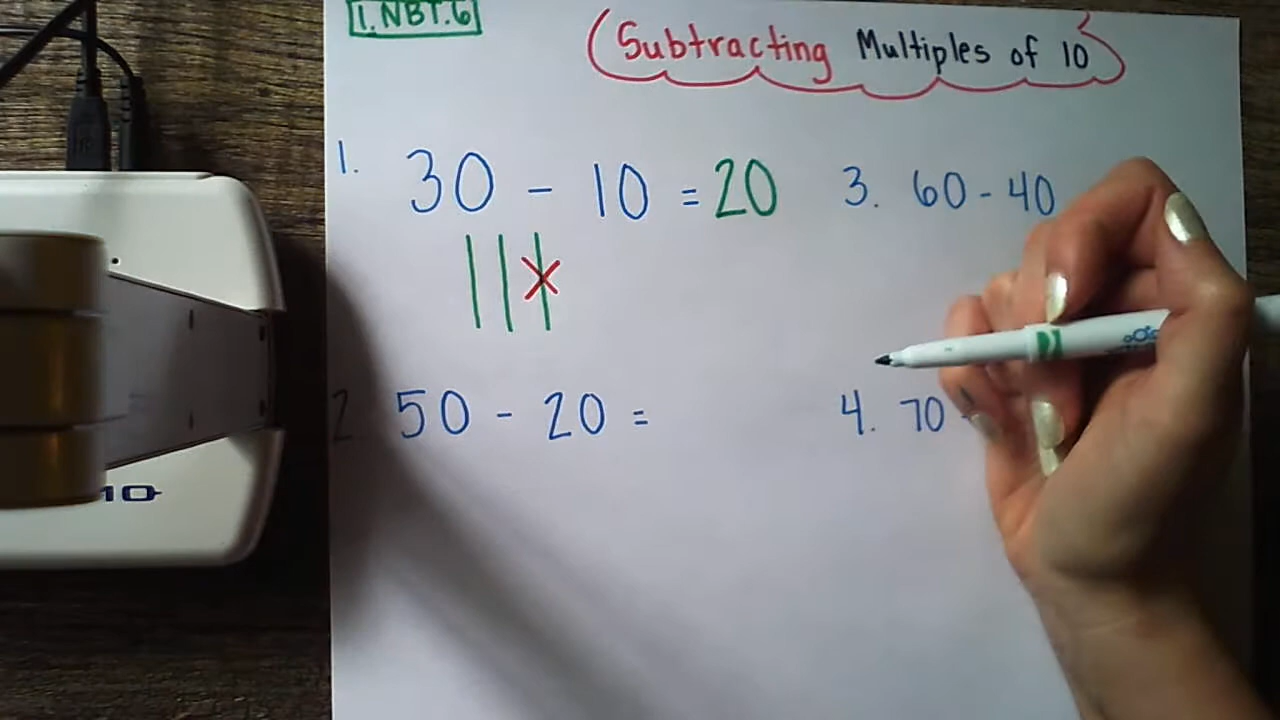 1.NBT.6
Subtracting Multiples of 10
1. 30 - 10 = 20
3. 60 - 40
2 50 - 20 =
4. 70 -
10